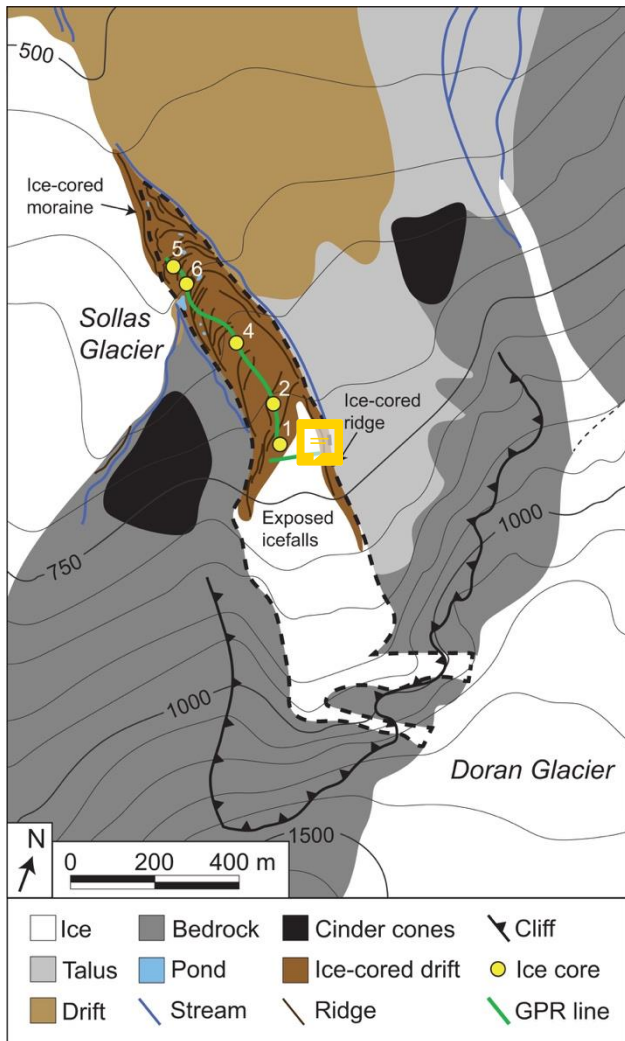 500
Ice-cored
moraine
5
6
Sollas
Glacier
4
2
Ice-cored
ridge
1
Exposed
icefalls
1000
750
1000
Doran Glacier
N
0 200 400 m
1500
Ice Bedrock Cinder cones Cliff
Talus Pond Ice-cored drift Ice core
Drift Stream Ridge GPR line